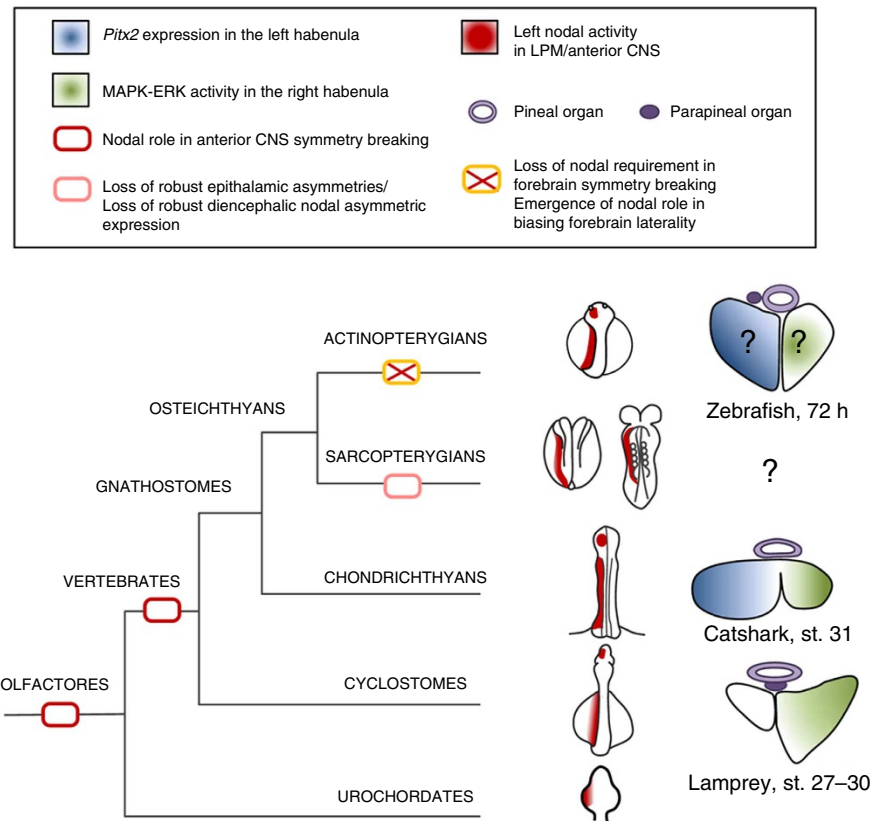 Pitx2 expression in the left habenula
MAPK-ERK activity in the right habenula
Nodal role in anterior CNS symmetry breaking
Loss of robust epithalamic asymmetries/
Loss of robust diencephalic nodal asymmetric
expression
Left nodal activity
in LPM/anterior CNS
Pineal organ
Parapineal organ
Loss of nodal requirement in
forebrain symmetry breaking
Emergence of nodal role in
biasing forebrain laterality
ACTINOPTERYGIANS
? ?
Zebrafish, 72 h
OSTEICHTHYANS
SARCOPTERYGIANS
?
GNATHOSTOMES
VERTEBRATES
CHONDRICHTHYANS
Catshark, st. 31
OLFACTORES
CYCLOSTOMES
Lamprey, st. 27–30
UROCHORDATES